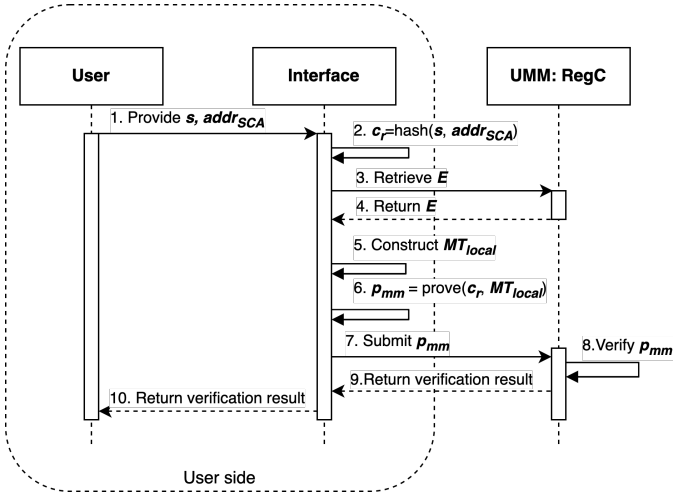 User
Interface
UMM: RegC
1. Provide s, addrSCA
2. cr=hash(s, addrSCA)
3. Retrieve E
4. Return E
5. Construct MTlocal
6. pmm = prove(cr, MTlocal)
7. Submit pmm
8.Verify pmm
9.Return verification result
10. Return verification result
User side